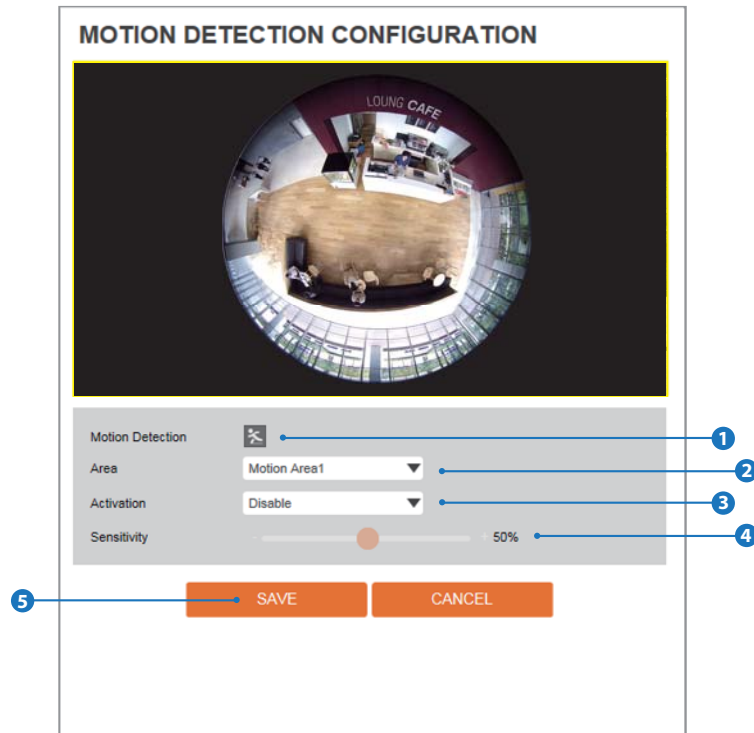 MOTION DETECTION CONFIGURATION
LOUNG CAFE
Motion Detection
1
Area
Motion Area1
2
Activation
Disable
3
Sensitivity
- + 50%
4
5
SAVE
CANCEL